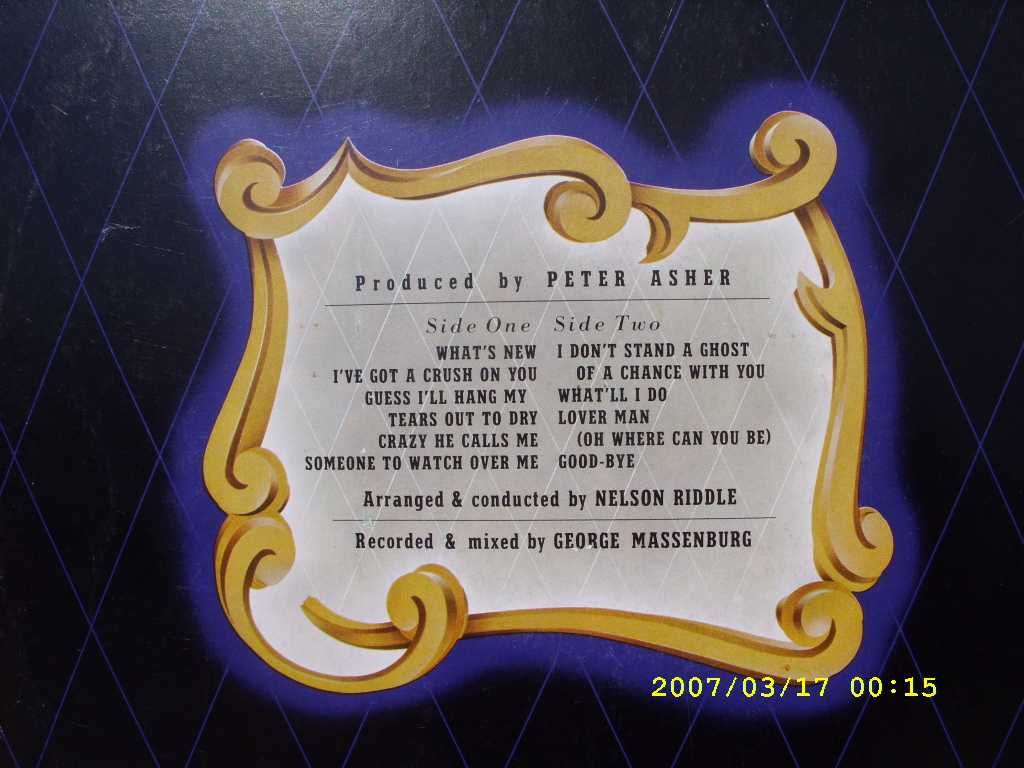 Produced by PETER ASHER
Side One
WHAT'S NEW
I'VE GOT A CRUSH ON YOU
GUESS I'LL HANG MY
TEARS OUT TO DRY
CRAZY HE CALLS ME
SOMEONE TO WATCH OVER ME
Side Two
I DON'T STAND A GHOST
OF A CHANCE WITH YOU
WHAT'LL I DO
LOVER MAN
(OH WHERE CAN YOU BE)
GOOD-BYE
Arranged & conducted by NELSON RIDDLE
Recorded & mixed by GEORGE MASSENBURG
2007/03/17 00:15